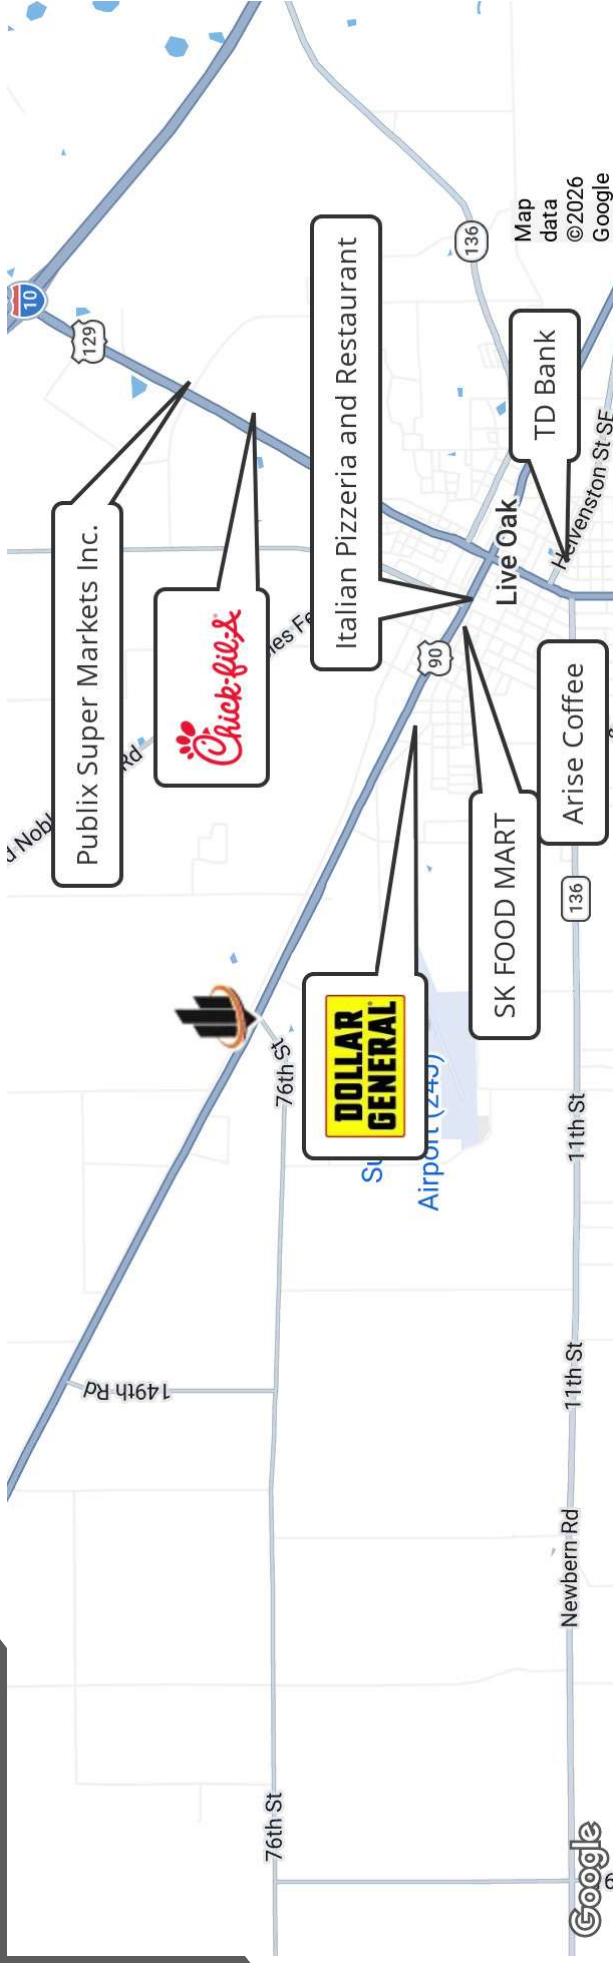 10
129
Publix Super Markets Inc.
Chick-fil-A
Rd
Italian Pizzeria and Restaurant
136
Map
data
©2026
Google
TD Bank
Helvenston St SE
Live Oak
90
Arise Coffee
SK FOOD MART
136
DOLLAR
GENERAL
76th St
Airport (24J)
11th St
149th Rd
11th St
Newbern Rd
76th St
Google